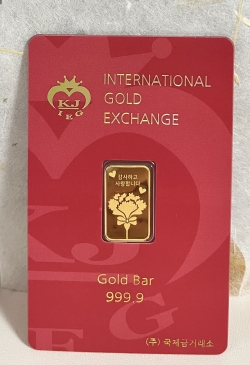 KJ
IEG
INTERNATIONAL
GOLD
EXCHANGE
감사하고
사랑합니다
Gold Bar
999.9
(주) 국제금거래소